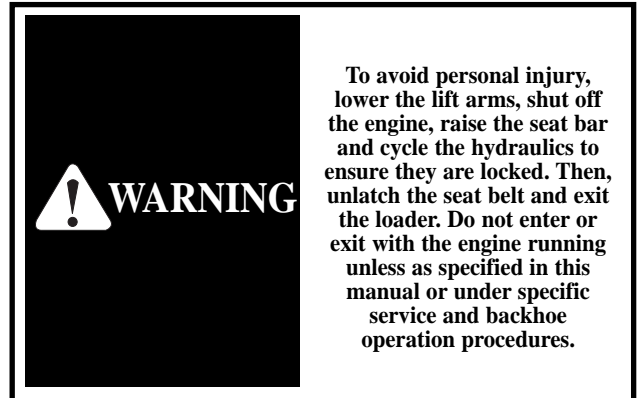 WARNING
To avoid personal injury,
lower the lift arms, shut off
the engine, raise the seat bar
and cycle the hydraulics to
ensure they are locked. Then,
unlatch the seat belt and exit
the loader. Do not enter or
exit with the engine running
unless as specified in this
manual or under specific
service and backhoe
operation procedures.